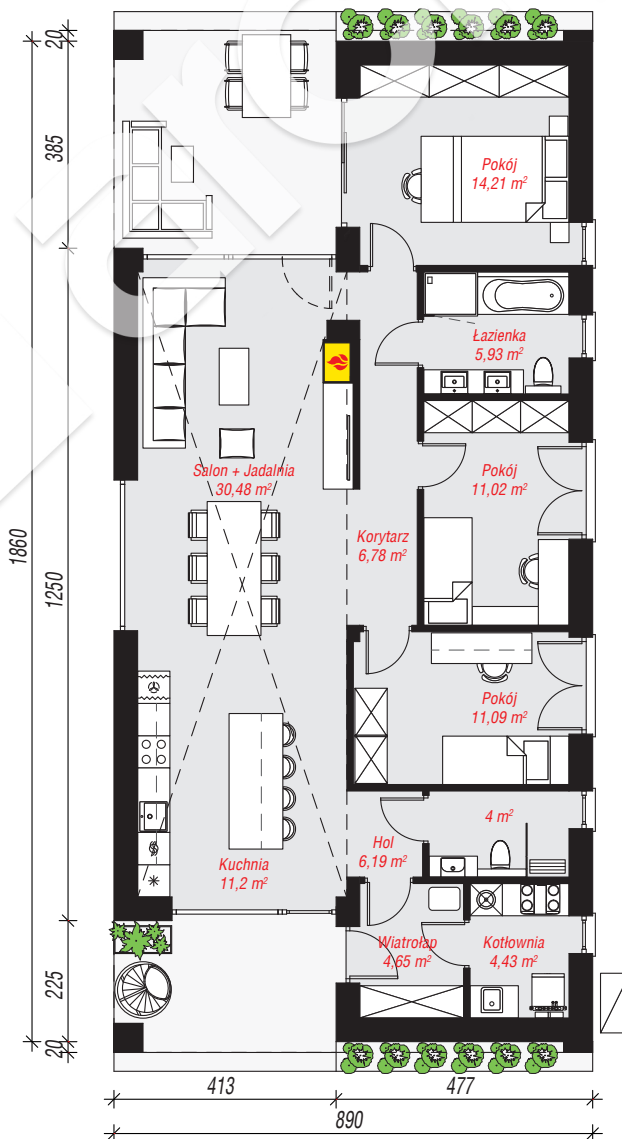 20
385
1860
1250
225
20
Pokój
14,21 m²
Łazienka
5,93 m²
Salon + Jadalnia
30,48 m²
Pokój
11,02 m²
Korytarz
6,78 m²
Pokój
11,09 m²
4 m²
Hol
6,19 m²
Kuchnia
11,2 m²
Wiatrołap
4,65 m²
Kotłownia
4,43 m²
413
477
890